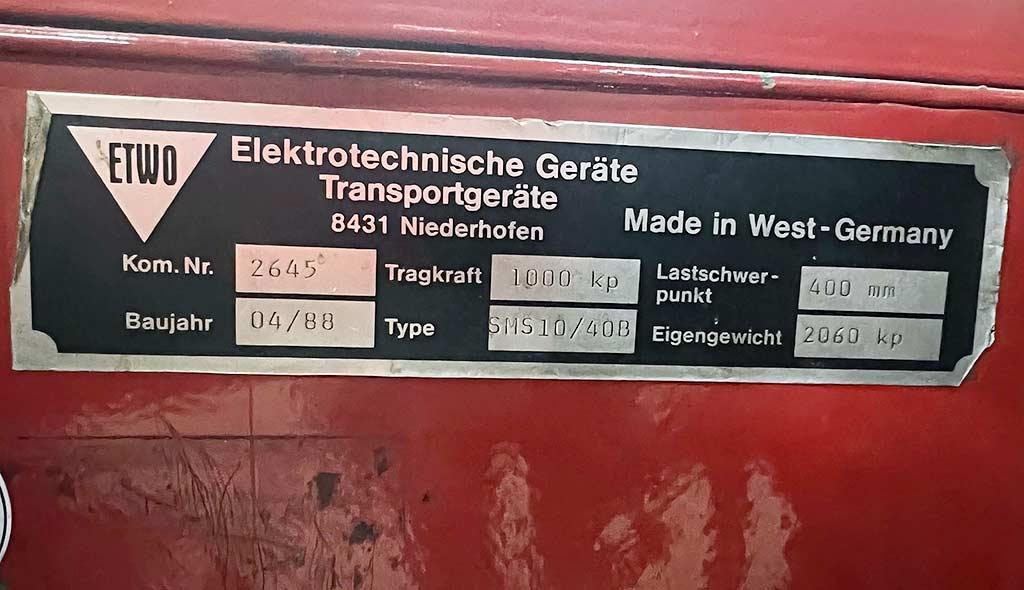 ETWO
Elektrotechnische Geräte
Transportgeräte
8431 Niederhofen
Made in West-Germany
Kom. Nr. 2645 Tragkraft 1000 kp Lastschwer-
punkt 400 mm
Baujahr 04/88 Type SMS10/40B Eigengewicht 2060 kp